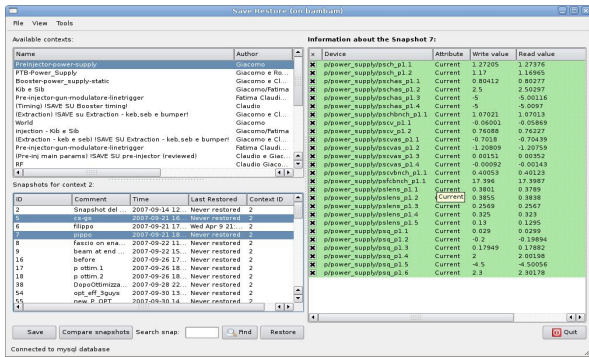 Save Restore (on bambam)
File View Tools
Available contexts:
Name Author
PreInjector-power-supply Giacomo
PTB-Power_Supply Giacomo e Ro...
Booster-power_supply-static Giacomo e Cl...
Kib e Sib Giacomo/Fatima
Pre-injector-gun-modulatore-linetrigger Fatima Claudi...
(Timing) !SAVE SU Booster timing! Claudio
(Extraction) !SAVE su Extraction - keb,seb e bumper! Giacomo e Cl...
World Giacomo
injection - Kib e Sib Giacomo/Fatima
(Extraction - keb e seb) !SAVE SU Extraction - keb,seb e bumper! Giacomo e Cl...
Pre-injector-gun-modulatore-linetrigger Fatima Claudi...
(Pre-inj main params) !SAVE SU pre-injector (reviewed) Claudio e Giac...
RF Claudio Giaco...
Snapshots for context 2:
ID Comment Time Last Restored Context ID
2 Snapshot del ... 2007-09-14 12... Never restored 2
5 cx-gs 2007-09-21 16... Never restored 2
6 filippo 2007-09-21 17... Wed Apr 9 21:... 2
7 pippo 2007-09-21 18... Never restored 2
8 fascio on ena... 2007-09-22 11... Never restored 2
9 beam at end ... 2007-09-22 15... Never restored 2
16 before 2007-09-26 17... Never restored 2
17 p ottim.1 2007-09-26 18... Never restored 2
18 p ottim.2 2007-09-26 18... Never restored 2
38 DopoOttimizza... 2007-09-28 22... Never restored 2
54 opt_eff_3guys 2007-09-30 13... Never restored 2
55 new_P_OPT 2007-09-30 14... Never restored 2
Save Compare snapshots Search snap: Find Restore
Connected to mysql database
Information about the Snapshot 7:
x Device Attribute Write value Read value
p/power_supply/psch_p1.1 Current 1.27205 1.27376
p/power_supply/psch_p1.2 Current 1.17 1.16965
p/power_supply/pschas_p1.1 Current 0.80412 0.80277
p/power_supply/pschas_p1.2 Current 2.5 2.50297
p/power_supply/pschas_p1.3 Current -5 -5.00116
p/power_supply/pschas_p1.4 Current -5 -5.0097
p/power_supply/pschbnch_p1.1 Current 1.07021 1.07013
p/power_supply/pscv_p1.1 Current -0.06001 -0.05869
p/power_supply/pscv_p1.2 Current 0.76088 0.76227
p/power_supply/pscvas_p1.1 Current -0.7018 -0.70439
p/power_supply/pscvas_p1.2 Current -1.20809 -1.20759
p/power_supply/pscvas_p1.3 Current 0.00151 0.00352
p/power_supply/pscvas_p1.4 Current -0.00092 -0.00143
p/power_supply/pscvbnch_p1.1 Current 0.40053 0.40123
p/power_supply/psfcbnch_p1.1 Current 17.396 17.3987
p/power_supply/pslens_p1.1 Current 0.3801 0.3789
p/power_supply/pslens_p1.2 Current 0.3855 0.3838
p/power_supply/pslens_p1.3 Current 0.2569 0.2567
p/power_supply/pslens_p1.4 Current 0.325 0.323
p/power_supply/pslens_p1.5 Current 0.13 0.1295
p/power_supply/psq_p1.1 Current 0.029 0.0299
p/power_supply/psq_p1.2 Current -0.2 -0.19894
p/power_supply/psq_p1.3 Current 0.17949 0.17882
p/power_supply/psq_p1.4 Current 2 2.00198
p/power_supply/psq_p1.5 Current -4.5 -4.50056
p/power_supply/psq_p1.6 Current 2.3 2.30178
Quit